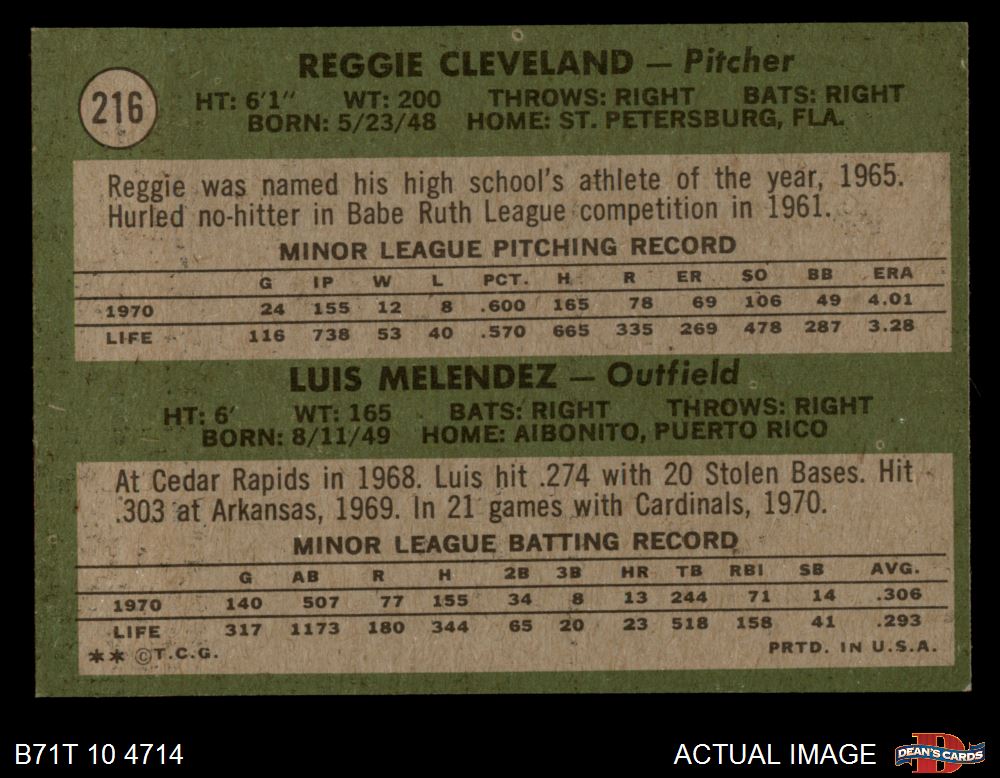 REGGIE CLEVELAND — Pitcher
216
HT: 6'1" WT: 200 THROWS: RIGHT BATS: RIGHT
BORN: 5/23/48 HOME: ST. PETERSBURG, FLA.
Reggie was named his high school's athlete of the year, 1965.
Hurled no-hitter in Babe Ruth League competition in 1961.
MINOR LEAGUE PITCHING RECORD
G IP W L PCT. H R ER SO BB ERA
1970 24 155 12 8 .600 165 78 69 106 49 4.01
LIFE 116 738 53 40 .570 665 335 269 478 287 3.28
LUIS MELENDEZ — Outfield
HT: 6' WT: 165 BATS: RIGHT THROWS: RIGHT
BORN: 8/11/49 HOME: AIBONITO, PUERTO RICO
At Cedar Rapids in 1968. Luis hit .274 with 20 Stolen Bases. Hit
.303 at Arkansas, 1969. In 21 games with Cardinals, 1970.
MINOR LEAGUE BATTING RECORD
G AB R H 2B 3B HR TB RBI SB AVG.
1970 140 507 77 155 34 8 13 244 71 14 .306
LIFE 317 1173 180 344 65 20 23 518 158 41 .293
** ©T.C.G. PRTD. IN U.S.A.
B71T 10 4714 ACTUAL IMAGE D DEAN'S CARDS